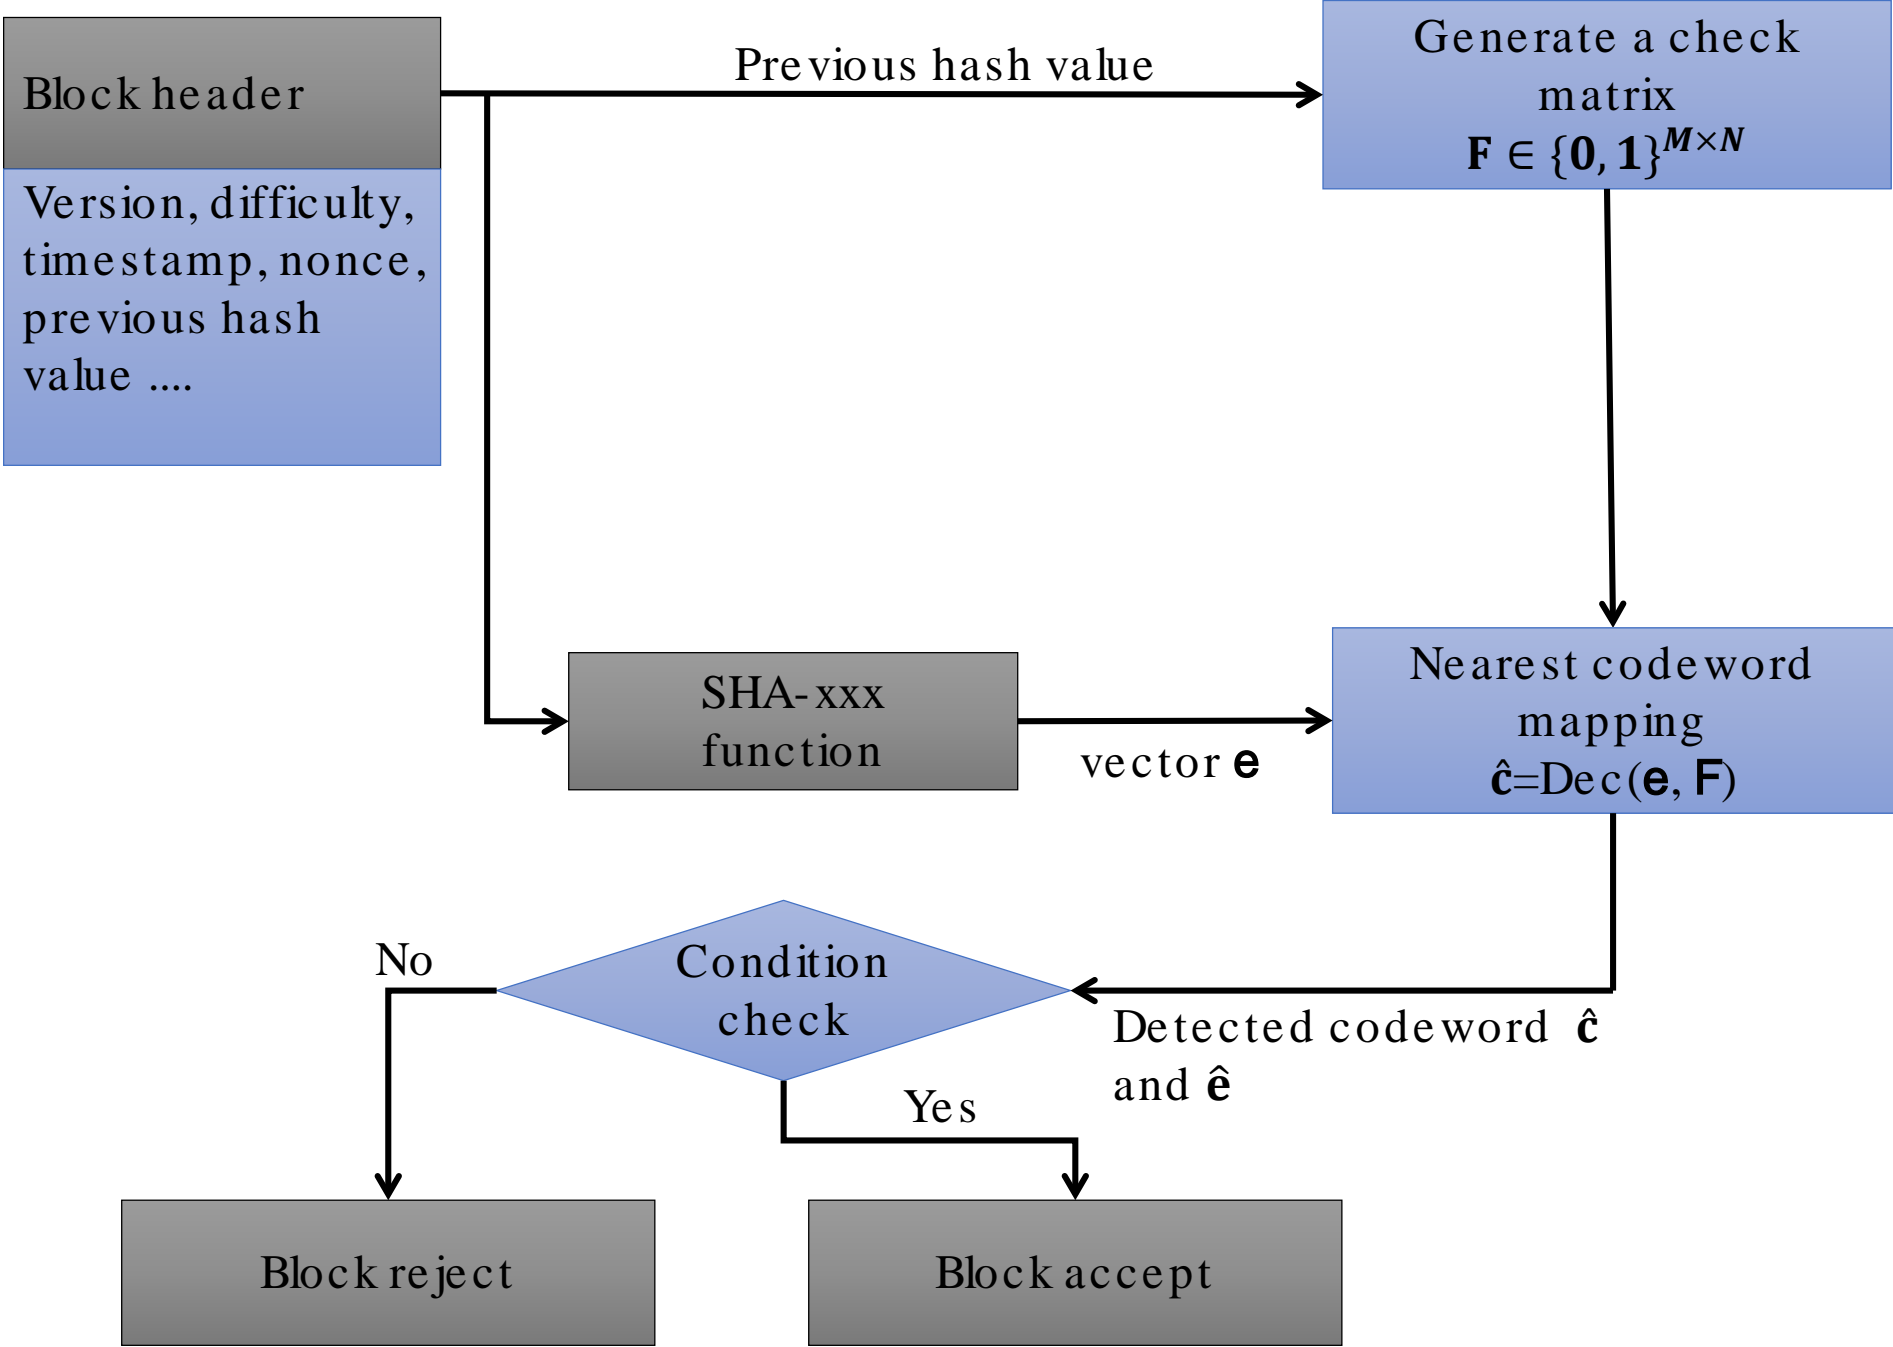 Block header
Version, difficulty,
timestamp, nonce,
previous hash
value ....
Previous hash value
Generate a check
matrix
𝐅 ∈ {𝟎, 𝟏}^𝑴×𝑵
SHA-xxx
function
vector e
Nearest codeword
mapping
ĉ=Dec(e, F)
Condition
check
Detected codeword ĉ
and ê
No
Yes
Block reject
Block accept